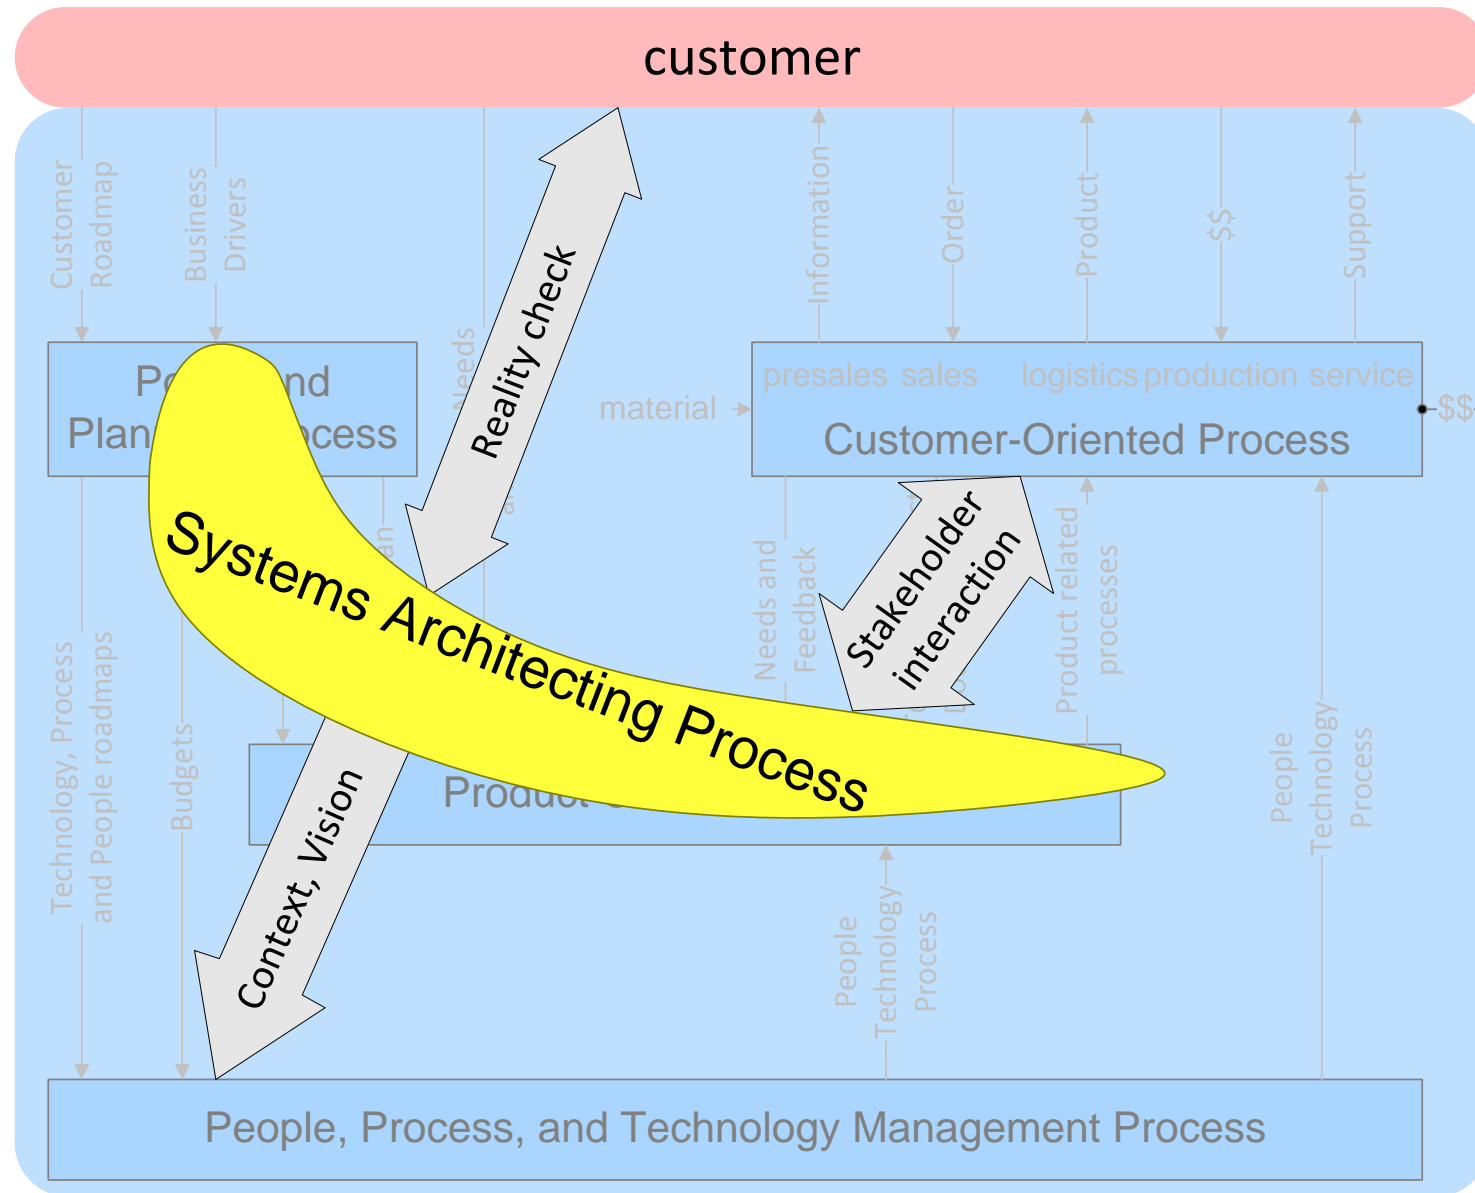 customer
Customer
Roadmap
Business
Drivers
Needs
Reality check
Information
Order
Product
$$
Support
presales sales logistics production service
material
Customer-Oriented Process
$$
Systems Architecting Process
Stakeholder
interaction
Needs and
Feedback
Product related
processes
Technology, Process
and People roadmaps
Budgets
Context, Vision
People
Technology
Process
People
Technology
Process
People, Process, and Technology Management Process